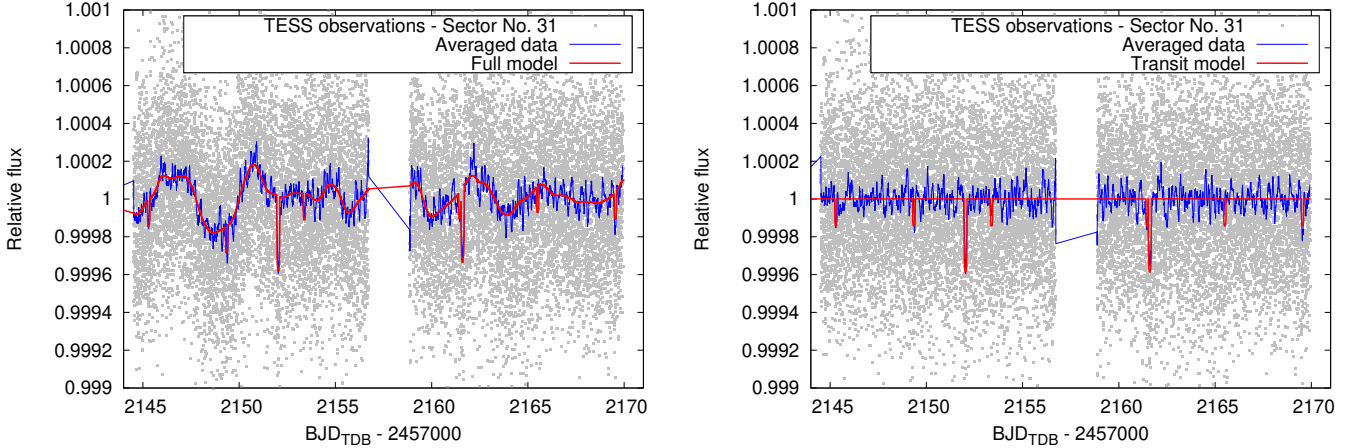 TESS observations - Sector No. 31
Averaged data
Full model
1.001
1.0008
1.0006
1.0004
1.0002
1
0.9998
0.9996
0.9994
0.9992
0.999
Relative flux
2145 2150 2155 2160 2165 2170
BJD_TDB - 2457000
TESS observations - Sector No. 31
Averaged data
Transit model
1.001
1.0008
1.0006
1.0004
1.0002
1
0.9998
0.9996
0.9994
0.9992
0.999
Relative flux
2145 2150 2155 2160 2165 2170
BJD_TDB - 2457000